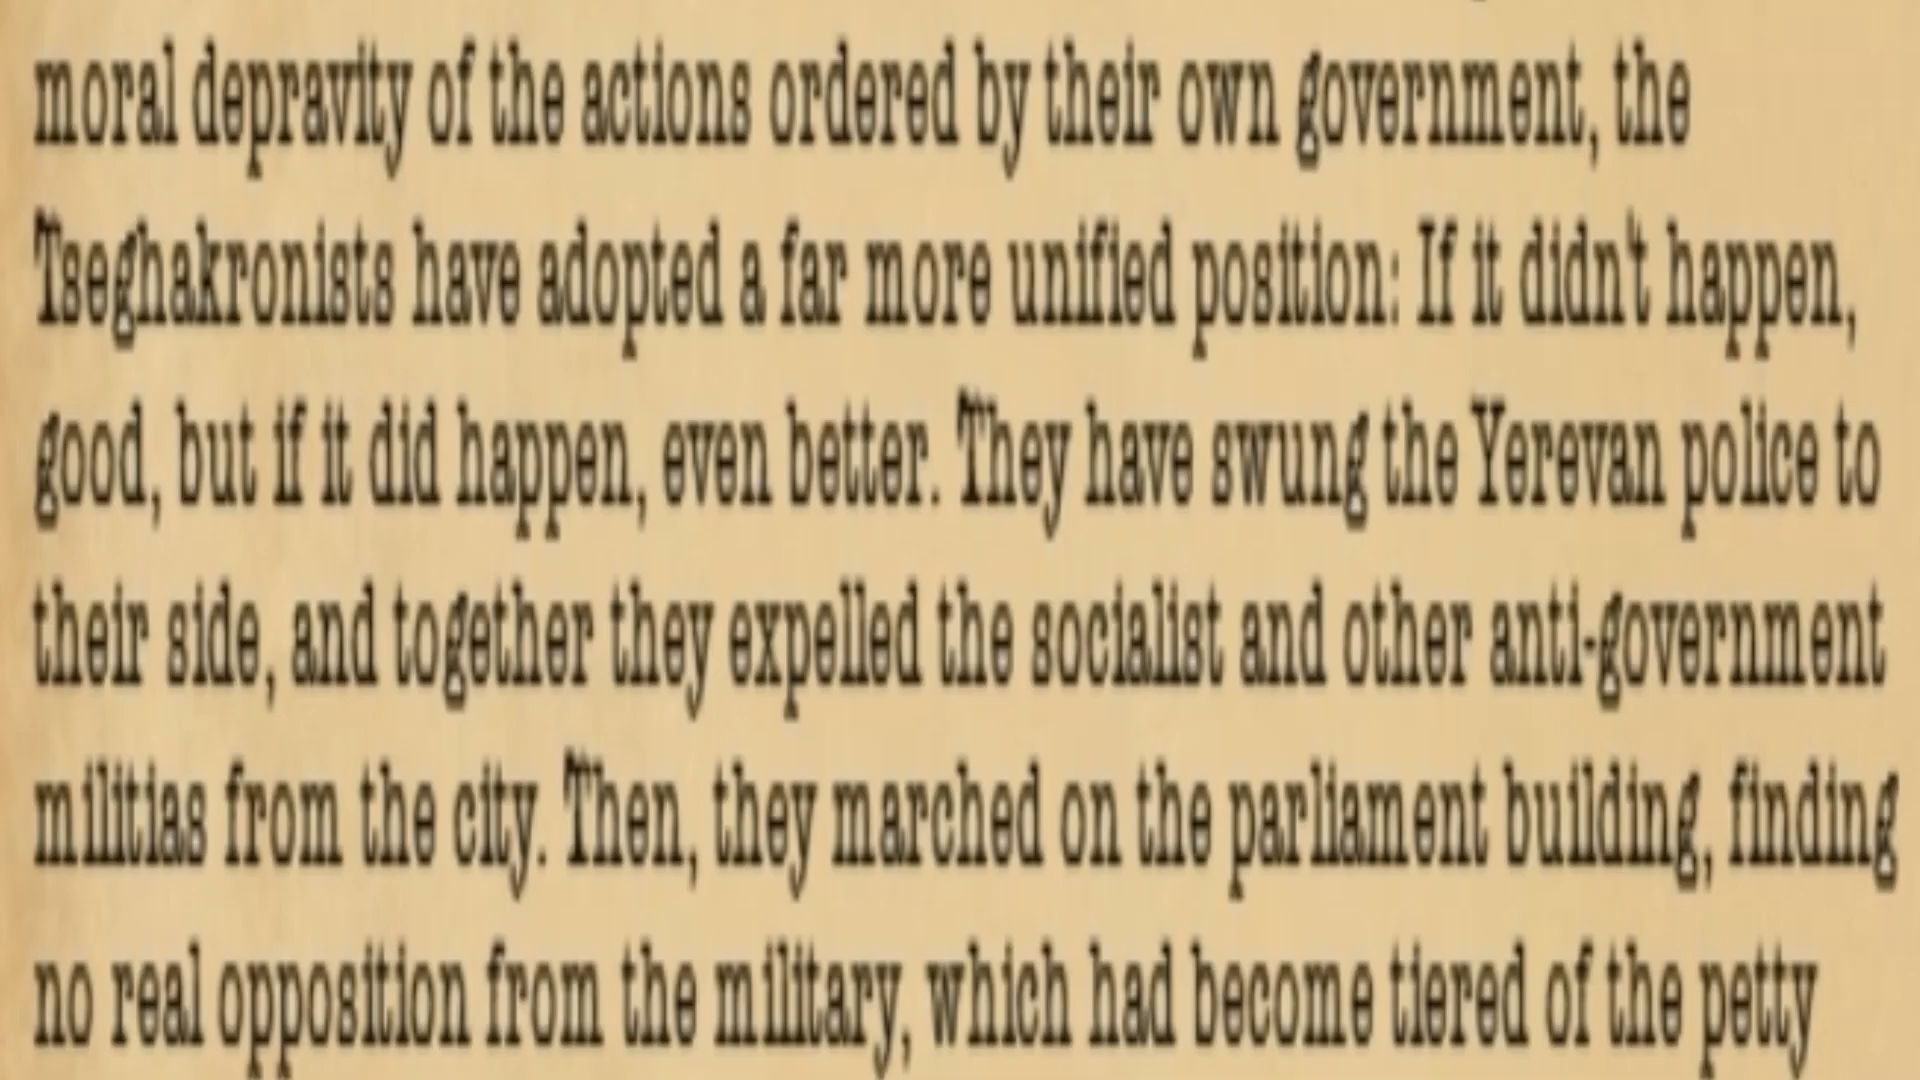 moral depravity of the actions ordered by their own government, the
Tseghakronists have adopted a far more unified position: If it didn't happen,
good, but if it did happen, even better. They have swung the Yerevan police to
their side, and together they expelled the socialist and other anti-government
militias from the city. Then, they marched on the parliament building, finding
no real opposition from the military, which had become tiered of the petty